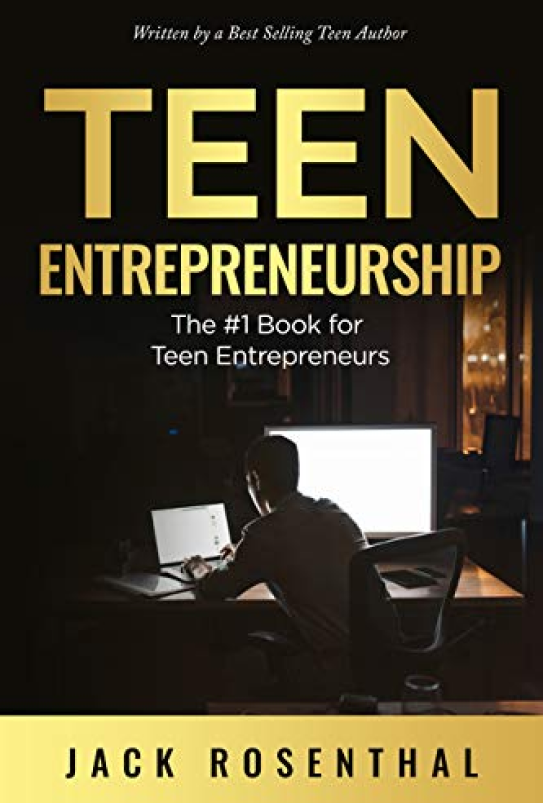 Written by a Best Selling Teen Author
TEEN
ENTREPRENEURSHIP
The #1 Book for
Teen Entrepreneurs
JACK ROSENTHAL